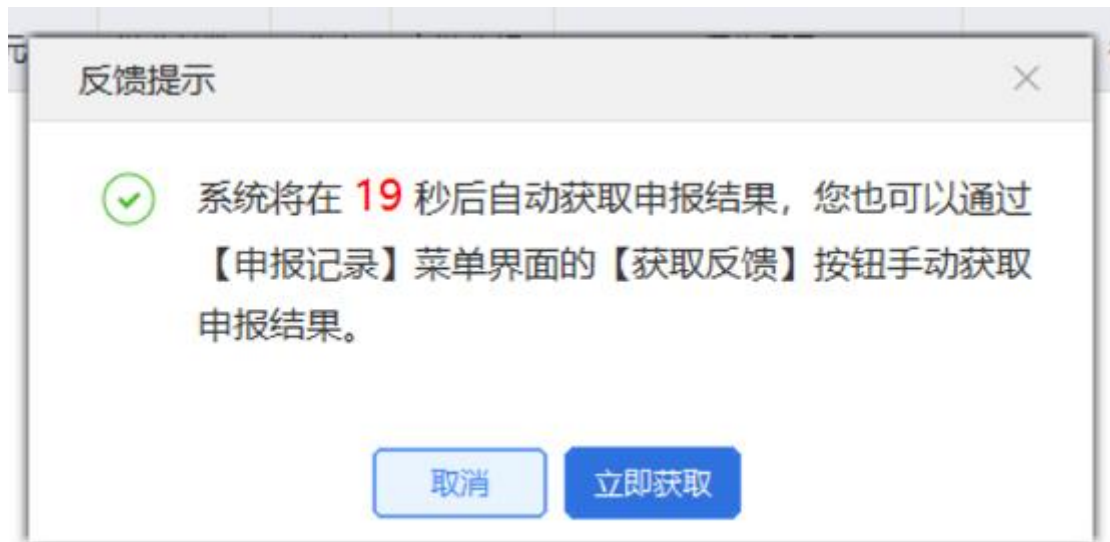 反馈提示
系统将在 19 秒后自动获取申报结果，您也可以通过
【申报记录】菜单界面的【获取反馈】按钮手动获取
申报结果。
取消
立即获取